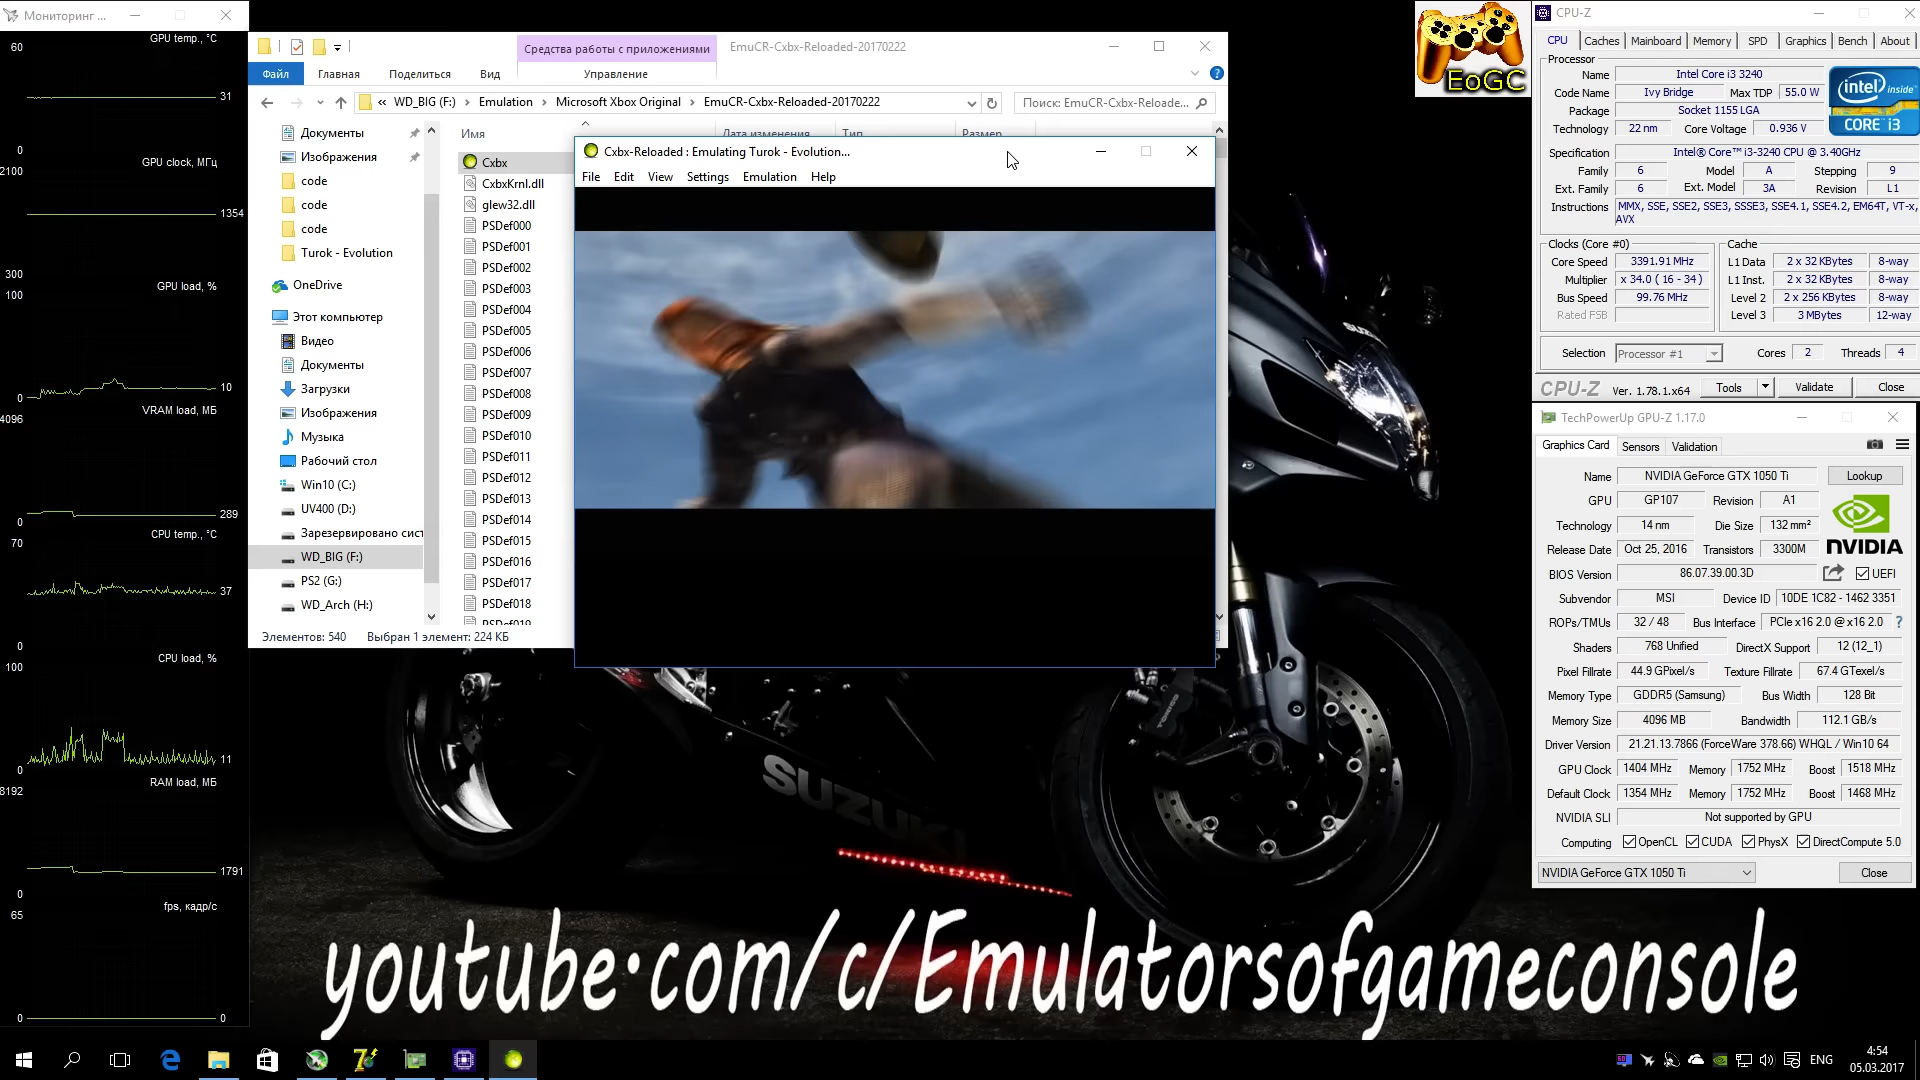 Мониторинг ...
GPU temp., °C
60
31
0
GPU clock, МГц
2100
1354
300
GPU load, %
100
10
0
VRAM load, МБ
4096
289
0
CPU temp., °C
70
37
0
CPU load, %
100
11
0
RAM load, МБ
8192
1791
0
fps, кадр/с
65
0
0
Средства работы с приложениями
EmuCR-Cxbx-Reloaded-20170222
Файл
Главная
Поделиться
Вид
Управление
« WD_BIG (F:) > Emulation > Microsoft Xbox Original > EmuCR-Cxbx-Reloaded-20170222
Поиск: EmuCR-Cxbx-Reloade...
Документы
Изображения
code
code
code
Turok - Evolution
OneDrive
Этот компьютер
Видео
Документы
Загрузки
Изображения
Музыка
Рабочий стол
Win10 (C:)
UV400 (D:)
Зарезервировано сист
WD_BIG (F:)
PS2 (G:)
WD_Arch (H:)
Имя
Дата изменения
Тип
Размер
Cxbx
CxbxKrnl.dll
glew32.dll
PSDef000
PSDef001
PSDef002
PSDef003
PSDef004
PSDef005
PSDef006
PSDef007
PSDef008
PSDef009
PSDef010
PSDef011
PSDef012
PSDef013
PSDef014
PSDef015
PSDef016
PSDef017
PSDef018
PSDef019
Элементов: 540
Выбран 1 элемент: 224 КБ
Cxbx-Reloaded : Emulating Turok - Evolution...
File Edit View Settings Emulation Help
EoGC
CPU-Z
CPU Caches Mainboard Memory SPD Graphics Bench About
Processor
Name Intel Core i3 3240
Code Name Ivy Bridge Max TDP 55.0 W
Package Socket 1155 LGA
Technology 22 nm Core Voltage 0.936 V
intel inside™
CORE i3
Specification Intel® Core™ i3-3240 CPU @ 3.40GHz
Family 6 Model A Stepping 9
Ext. Family 6 Ext. Model 3A Revision L1
Instructions MMX, SSE, SSE2, SSE3, SSSE3, SSE4.1, SSE4.2, EM64T, VT-x,
AVX
Clocks (Core #0)
Core Speed 3391.91 MHz
Multiplier x 34.0 ( 16 - 34 )
Bus Speed 99.76 MHz
Rated FSB
Cache
L1 Data 2 x 32 KBytes 8-way
L1 Inst. 2 x 32 KBytes 8-way
Level 2 2 x 256 KBytes 8-way
Level 3 3 MBytes 12-way
Selection Processor #1 Cores 2 Threads 4
CPU-Z Ver. 1.78.1.x64 Tools Validate Close
TechPowerUp GPU-Z 1.17.0
Graphics Card Sensors Validation
Name NVIDIA GeForce GTX 1050 Ti Lookup
GPU GP107 Revision A1
Technology 14 nm Die Size 132 mm²
Release Date Oct 25, 2016 Transistors 3300M
NVIDIA
BIOS Version 86.07.39.00.3D UEFI
Subvendor MSI Device ID 10DE 1C82 - 1462 3351
ROPs/TMUs 32 / 48 Bus Interface PCIe x16 2.0 @ x16 2.0 ?
Shaders 768 Unified DirectX Support 12 (12_1)
Pixel Fillrate 44.9 GPixel/s Texture Fillrate 67.4 GTexel/s
Memory Type GDDR5 (Samsung) Bus Width 128 Bit
Memory Size 4096 MB Bandwidth 112.1 GB/s
Driver Version 21.21.13.7866 (ForceWare 378.66) WHQL / Win10 64
GPU Clock 1404 MHz Memory 1752 MHz Boost 1518 MHz
Default Clock 1354 MHz Memory 1752 MHz Boost 1468 MHz
NVIDIA SLI Not supported by GPU
Computing OpenCL CUDA PhysX DirectCompute 5.0
NVIDIA GeForce GTX 1050 Ti Close
SUZUKI
youtube.com/c/Emulatorsofgameconsole
ENG
4:54
05.03.2017